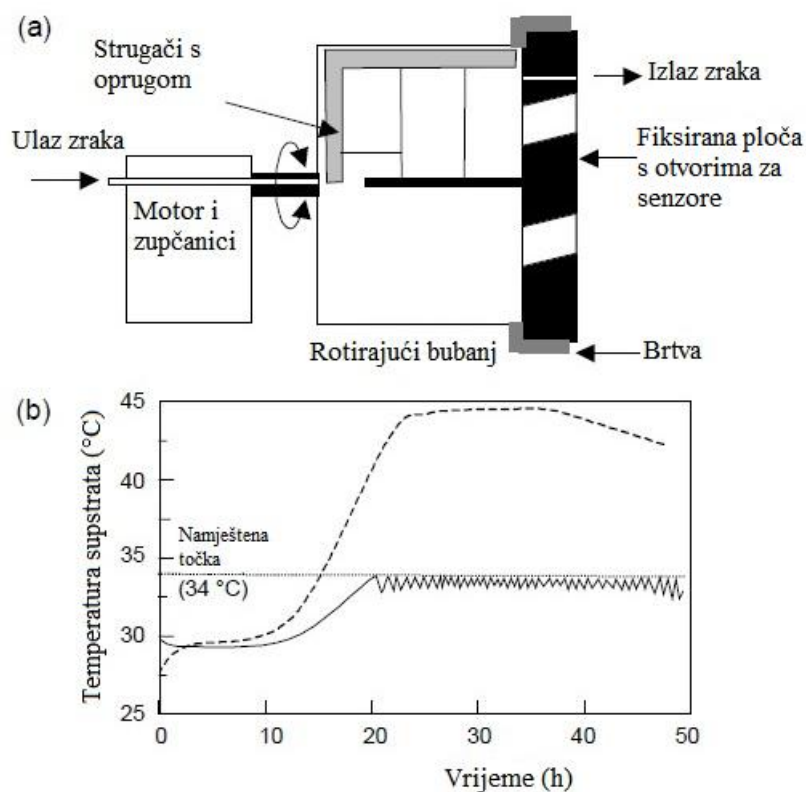 (a)
Strugači s
oprugom
Ulaz zraka
Motor i
zupčanici
Izlaz zraka
Fiksirana ploča
s otvorima za
senzore
Rotirajući bubanj
Brtva
(b)
Temperatura supstrata (°C)
45
40
35
30
25
Namještena
točka
(34 °C)
0
10
20
30
40
50
Vrijeme (h)